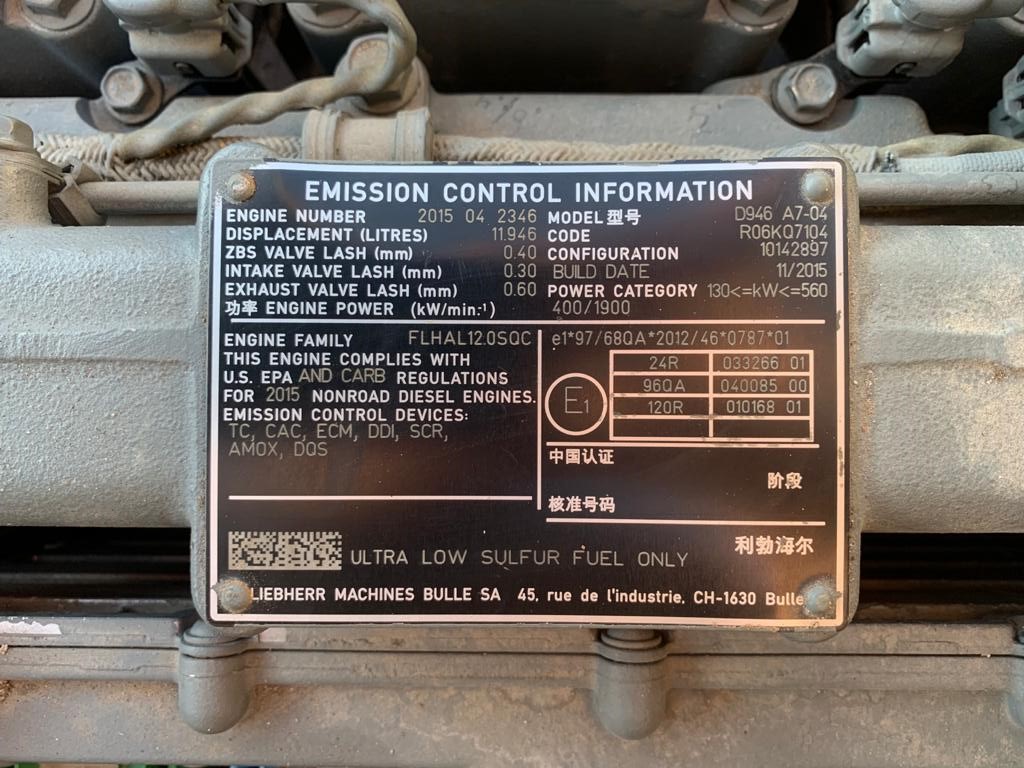 EMISSION CONTROL INFORMATION
ENGINE NUMBER 2015 04 2346
DISPLACEMENT (LITRES) 11.946
ZBS VALVE LASH (mm) 0.40
INTAKE VALVE LASH (mm) 0.30
EXHAUST VALVE LASH (mm) 0.60
功率 ENGINE POWER (kW/min.-¹) 400/1900
MODEL型号 D946 A7-04
CODE R06KQ7104
CONFIGURATION 10142897
BUILD DATE 11/2015
POWER CATEGORY 130<=kW<=560
ENGINE FAMILY FLHAL12.0SQC
THIS ENGINE COMPLIES WITH
U.S. EPA AND CARB REGULATIONS
FOR 2015 NONROAD DIESEL ENGINES.
EMISSION CONTROL DEVICES:
TC, CAC, ECM, DDI, SCR,
AMOX, DQS
e1*97/68QA*2012/46*0787*01
E1
24R 033266 01
96QA 040085 00
120R 010168 01
中国认证
阶段
核准号码
利勃海尔
ULTRA LOW SULFUR FUEL ONLY
LIEBHERR MACHINES BULLE SA 45, rue de l'industrie, CH-1630 Bulle